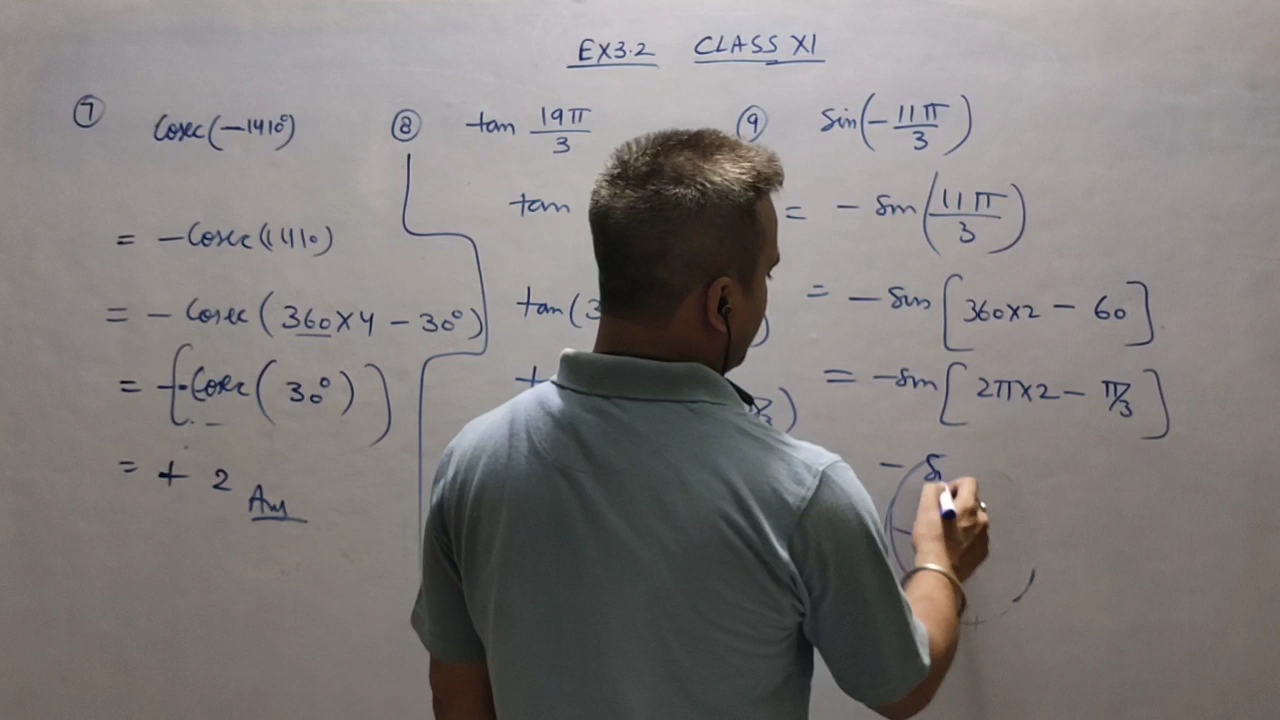 EX3.2 CLASS XI
⑦ Cosec(-1410°)
= -Cosec(1410)
= - Cosec(360×4 - 30°)
= -[-Cosec(30°)]
= + 2 Ans
⑧ tan 19π/3
tan
tan(3
⑨ sin(-11π/3)
= - sin(11π/3)
= - sin[360×2 - 60]
= -sin[2π×2 - π/3]
- S